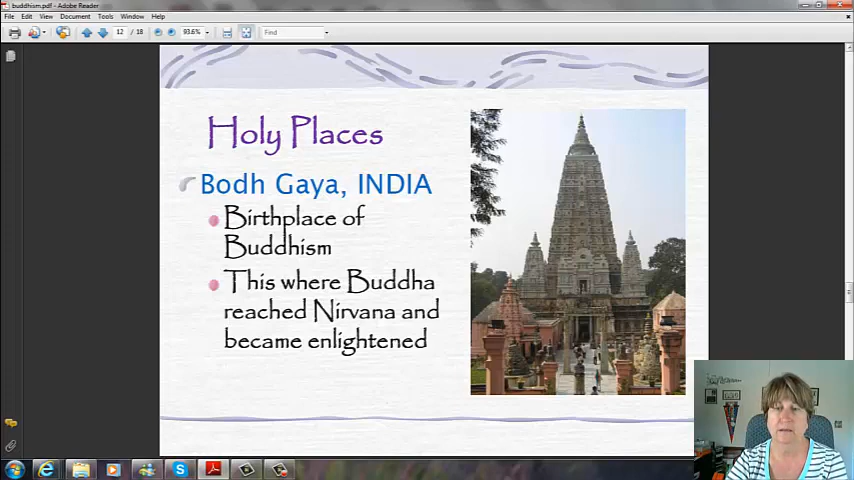 buddhism.pdf - Adobe Reader
File Edit View Document Tools Window Help
12 / 18 93.6% Find
Holy Places
Bodh Gaya, INDIA
Birthplace of
Buddhism
This where Buddha
reached Nirvana and
became enlightened